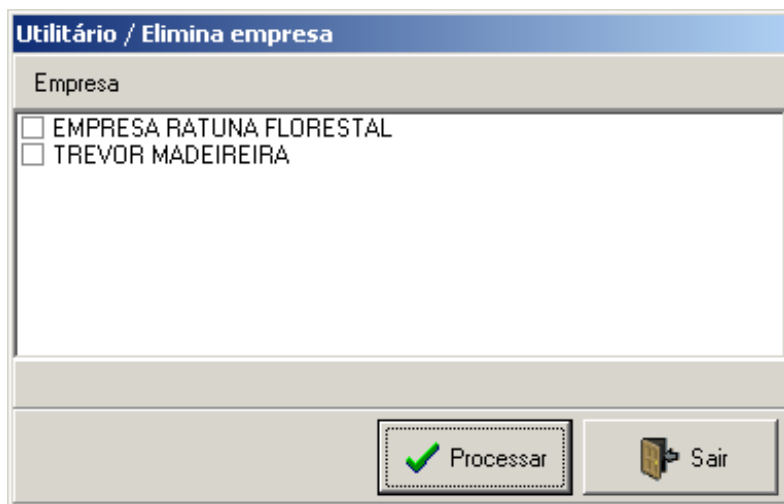 Utilitário / Elimina empresa
Empresa
EMPRESA RATUNA FLORESTAL
TREVOR MADEIREIRA
Processar
Sair